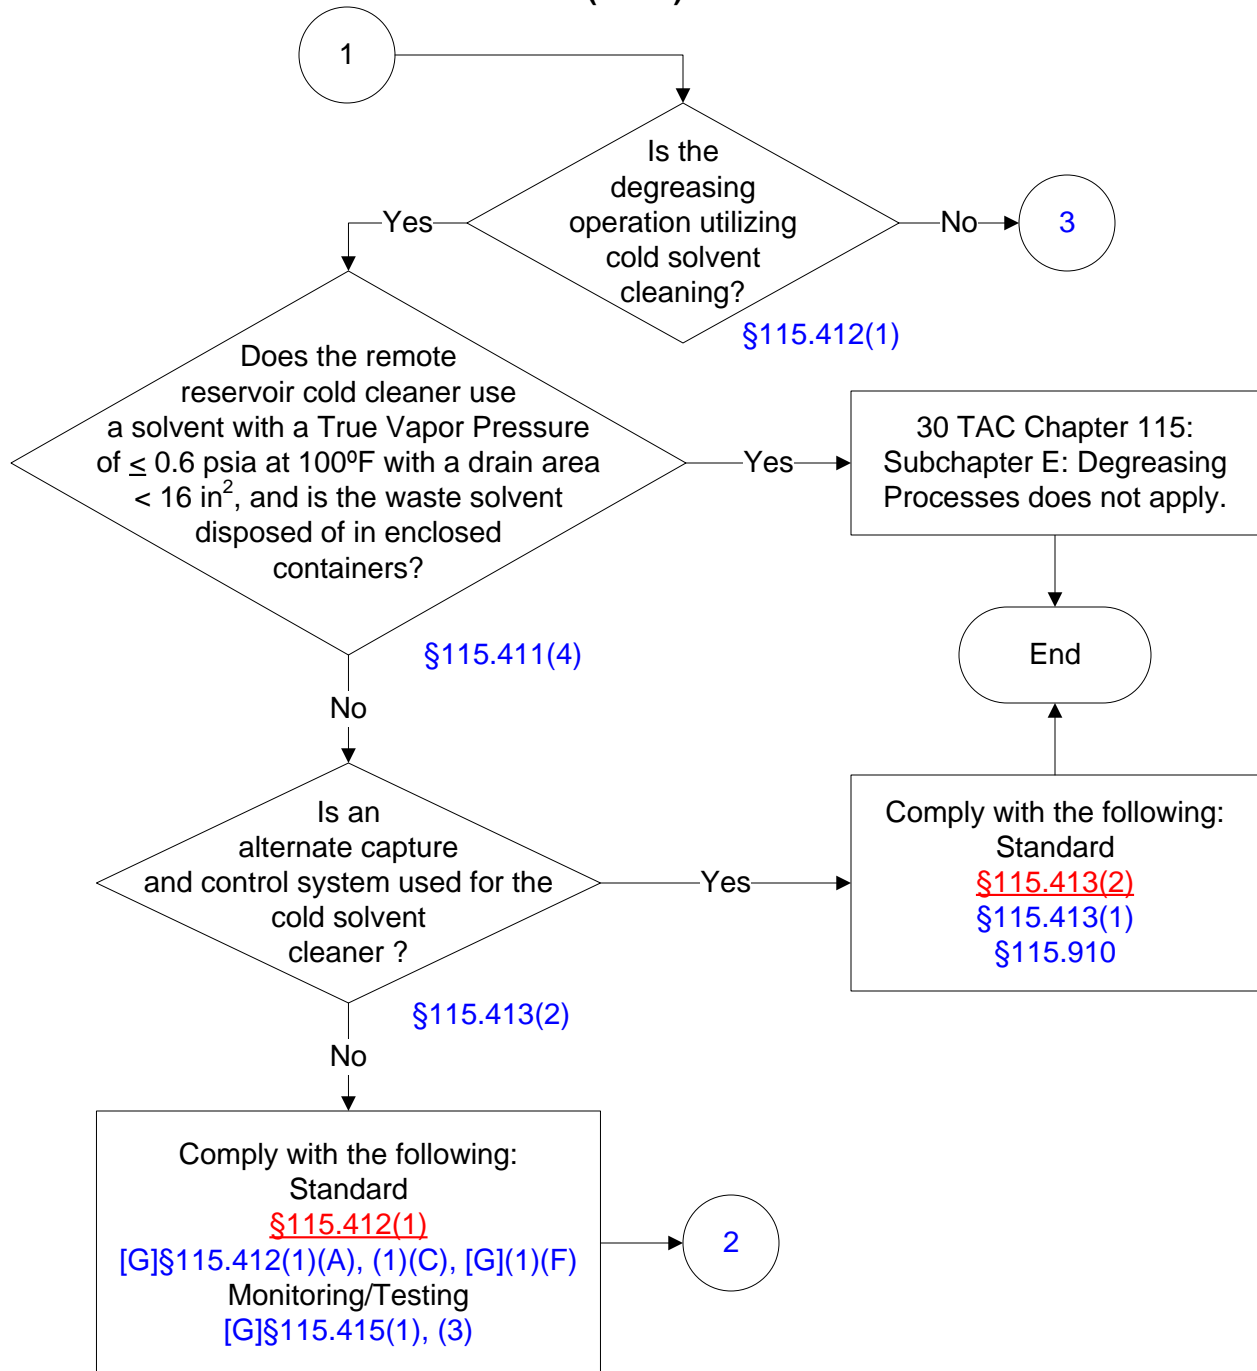 1
Is the
degreasing
operation utilizing
cold solvent
cleaning?
Yes
No
3
§115.412(1)
Does the remote
reservoir cold cleaner use
a solvent with a True Vapor Pressure
of ≤ 0.6 psia at 100ºF with a drain area
< 16 in², and is the waste solvent
disposed of in enclosed
containers?
Yes
30 TAC Chapter 115:
Subchapter E: Degreasing
Processes does not apply.
§115.411(4)
End
No
Is an
alternate capture
and control system used for the
cold solvent
cleaner ?
Yes
Comply with the following:
Standard
§115.413(2)
§115.413(1)
§115.910
§115.413(2)
No
Comply with the following:
Standard
§115.412(1)
[G]§115.412(1)(A), (1)(C), [G](1)(F)
Monitoring/Testing
[G]§115.415(1), (3)
2